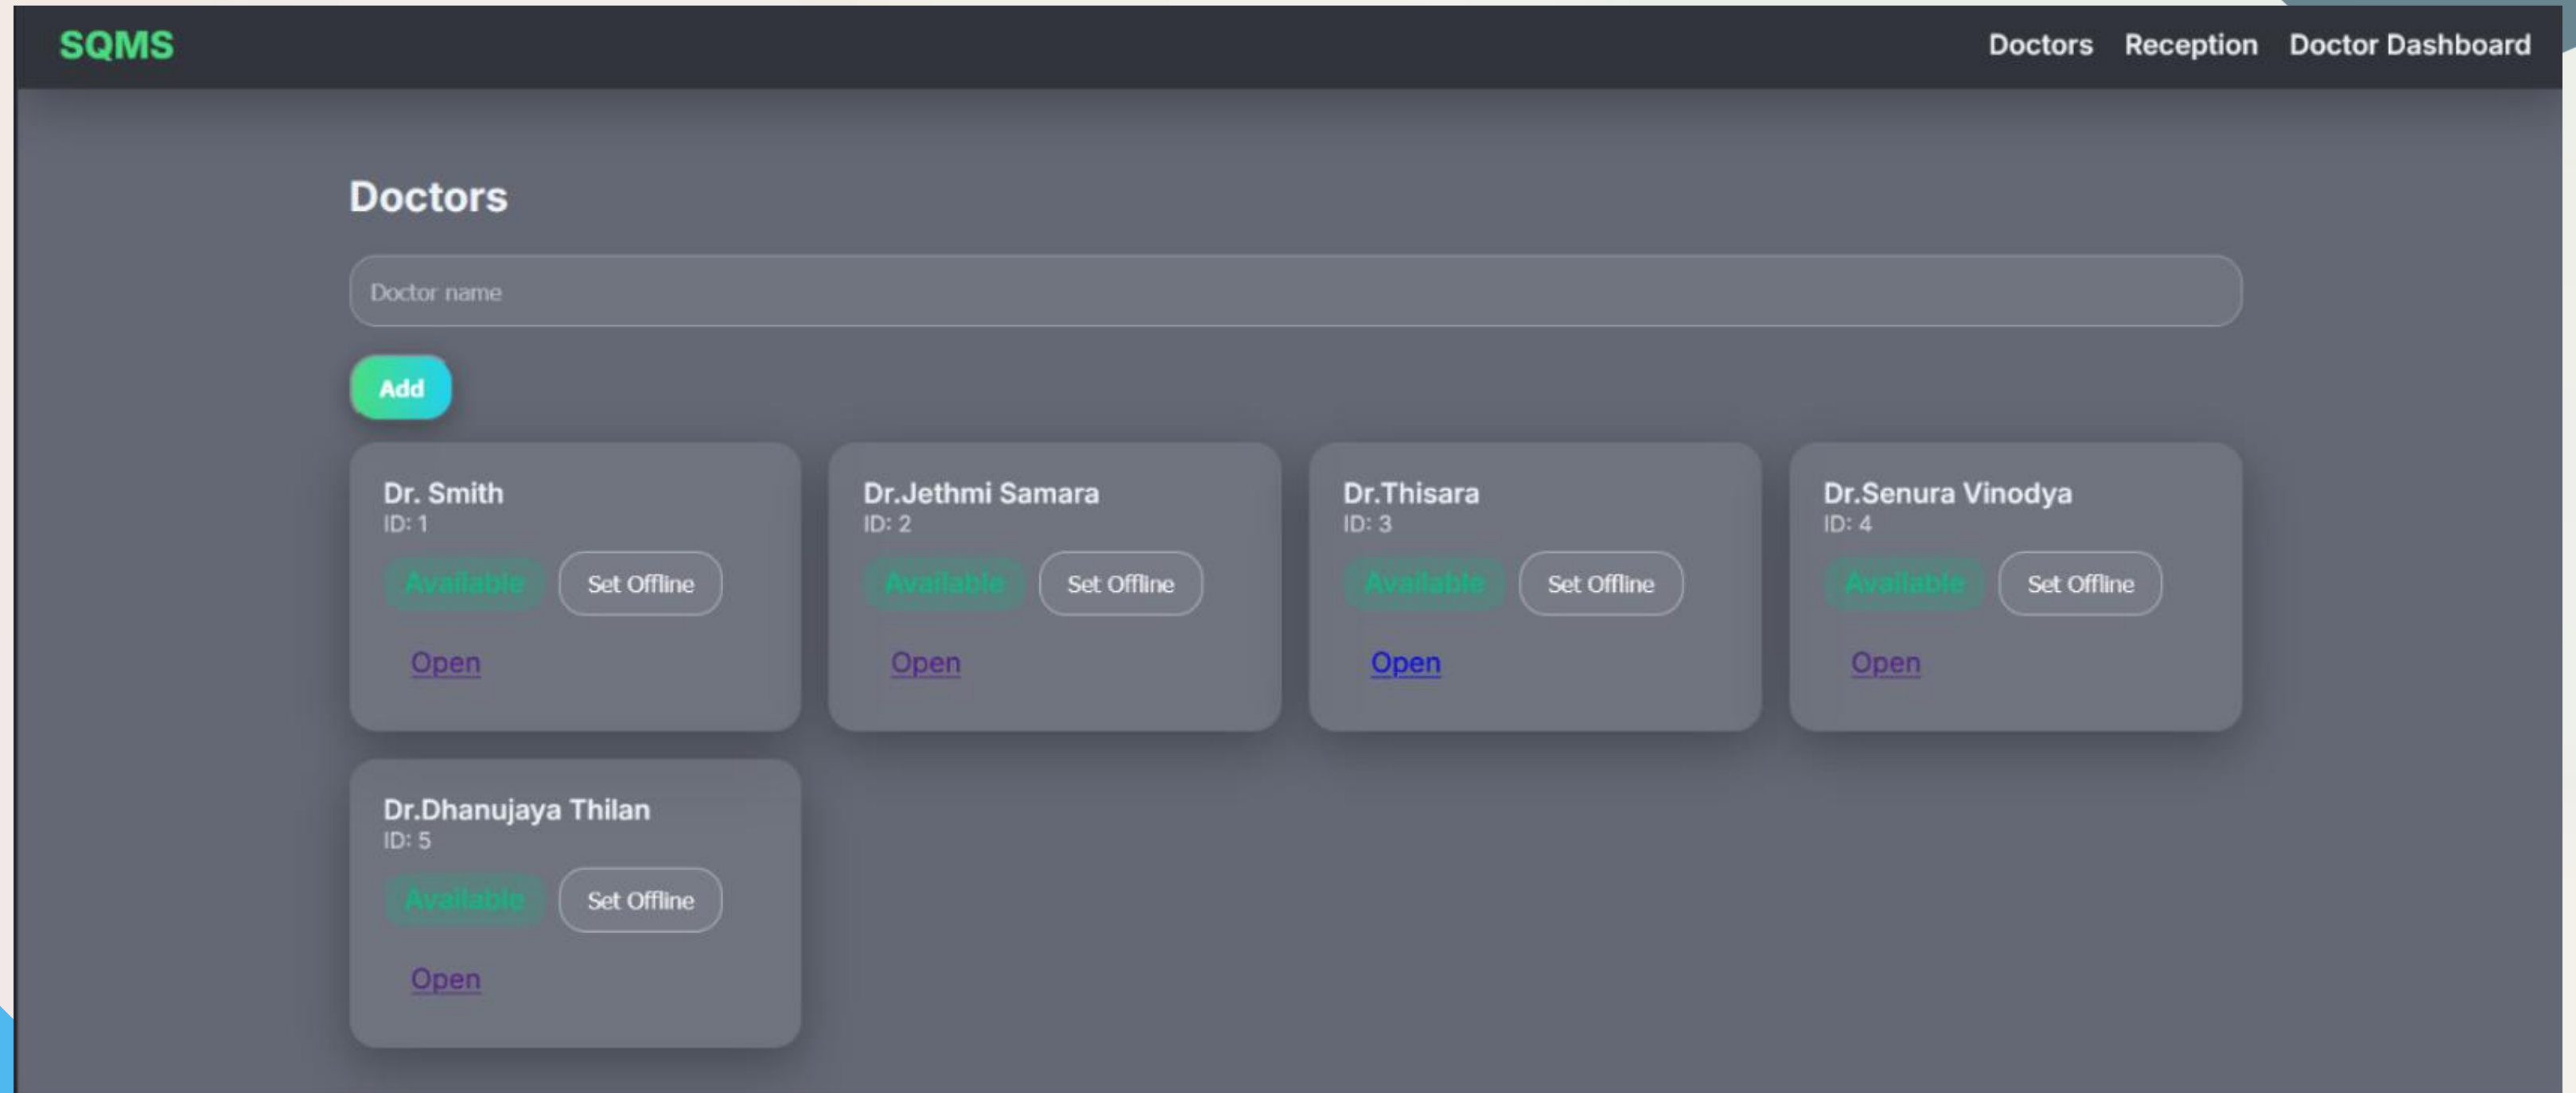 SQMS
Doctors Reception Doctor Dashboard
Doctors
Doctor name
Add
Dr. Smith
ID: 1
Available Set Offline
Open
Dr.Jethmi Samara
ID: 2
Available Set Offline
Open
Dr.Thisara
ID: 3
Available Set Offline
Open
Dr.Senura Vinodya
ID: 4
Available Set Offline
Open
Dr.Dhanujaya Thilan
ID: 5
Available Set Offline
Open